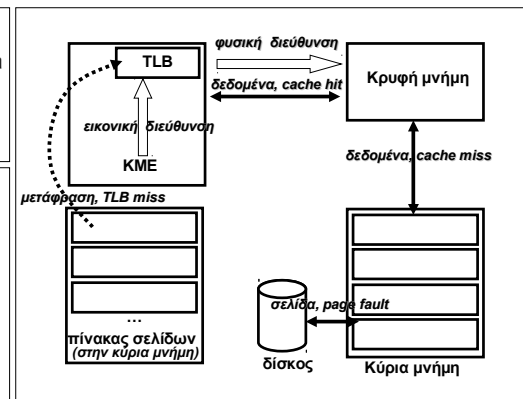 TLB
φυσική διεύθυνση
δεδομένα, cache hit
Κρυφή μνήμη
εικονική διεύθυνση
ΚΜΕ
δεδομένα, cache miss
μετάφραση, TLB miss
...
πίνακας σελίδων
(στην κύρια μνήμη)
σελίδα, page fault
δίσκος
Κύρια μνήμη